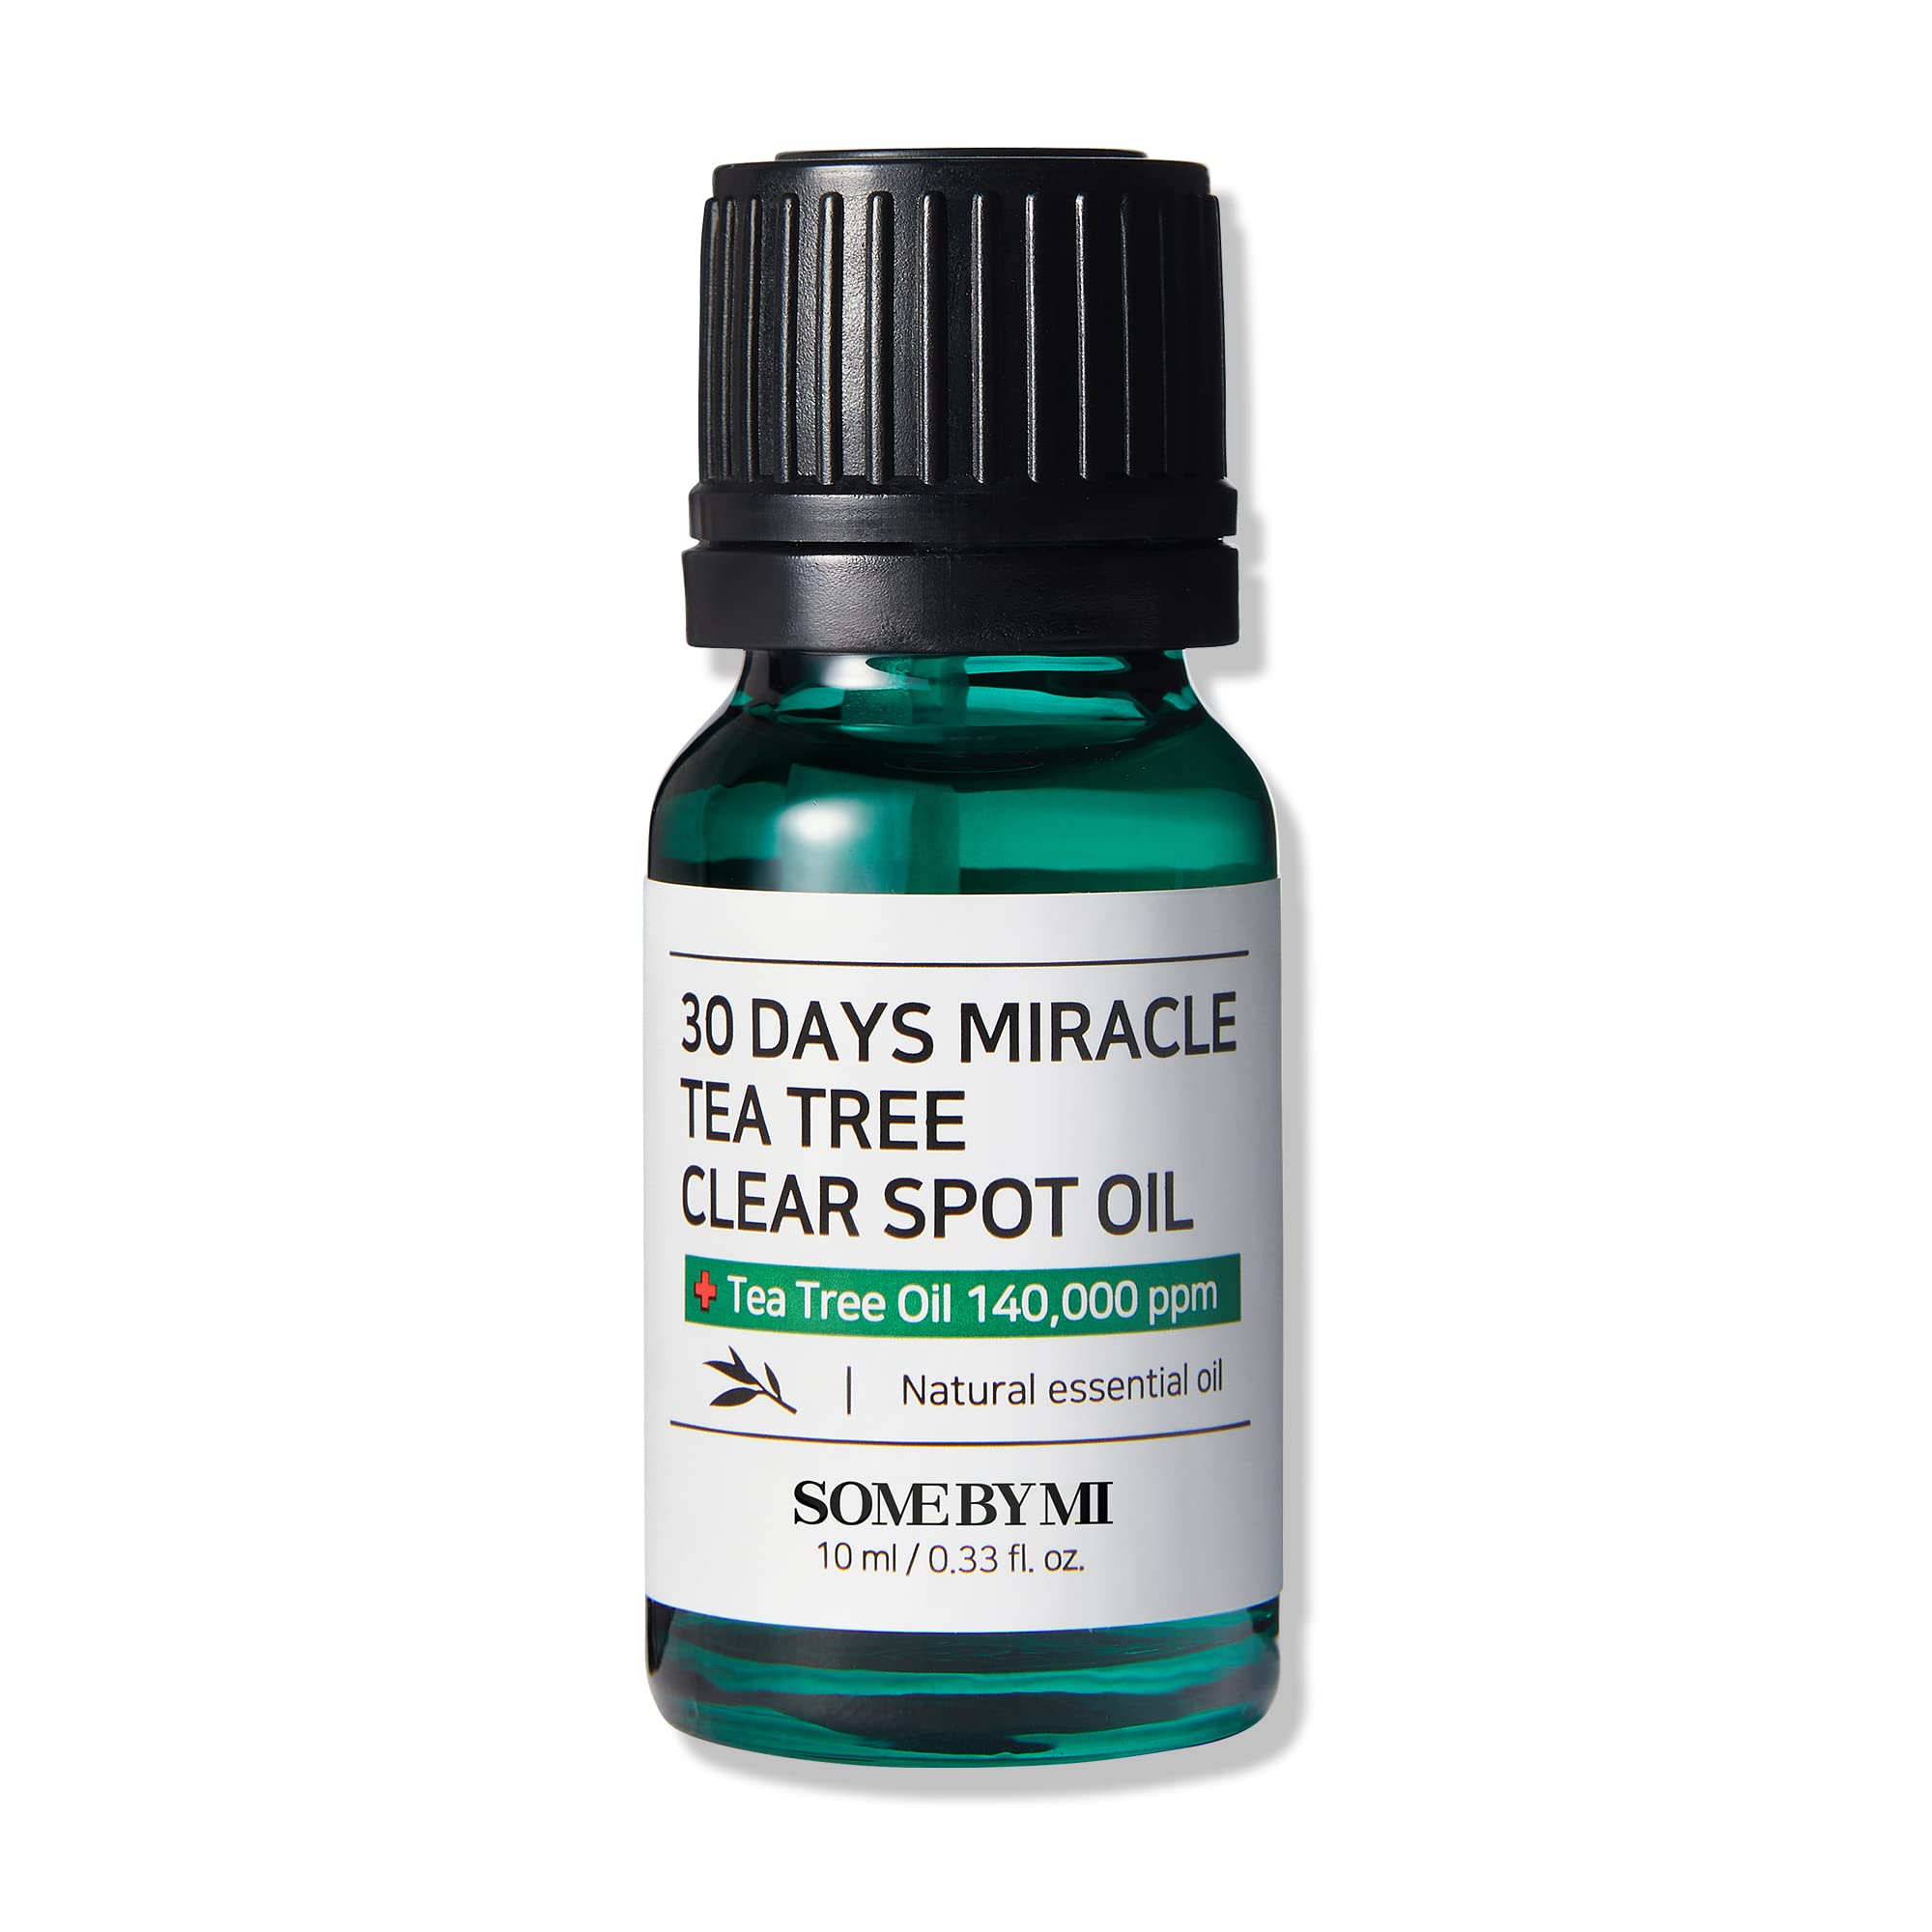 30 DAYS MIRACLE
TEA TREE
CLEAR SPOT OIL
Tea Tree Oil 140,000 ppm
Natural essential oil
SOME BY MI
10 ml / 0.33 fl. oz.